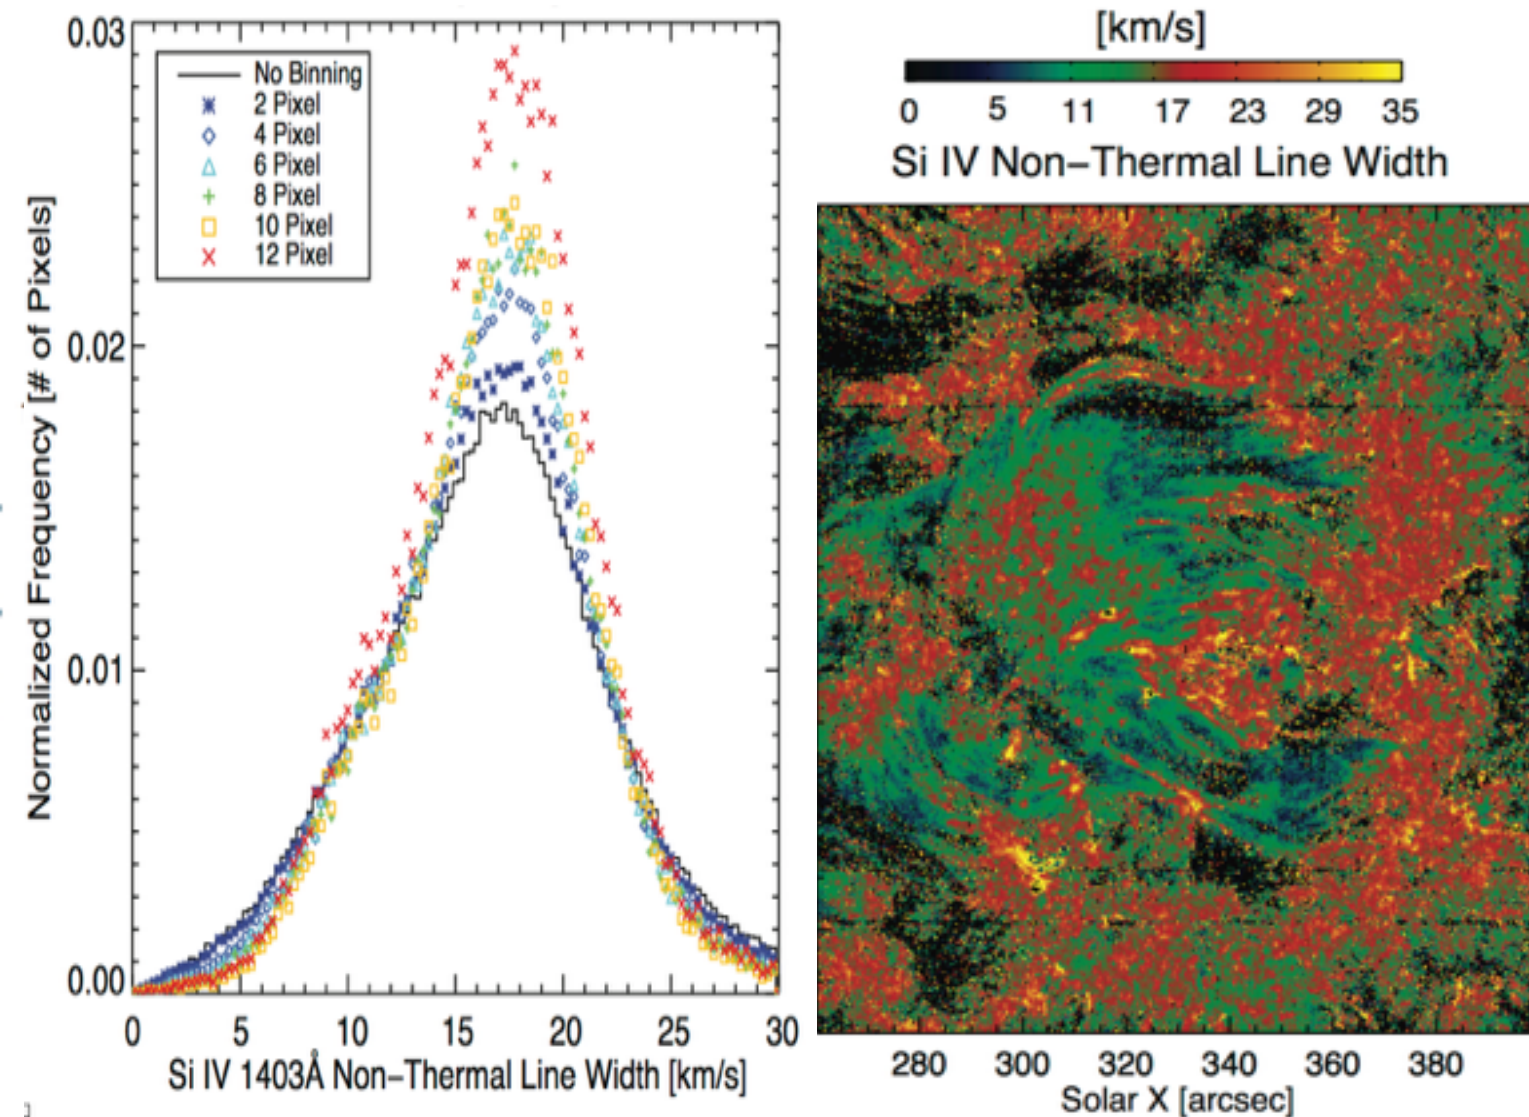 0.03
No Binning
2 Pixel
4 Pixel
6 Pixel
8 Pixel
10 Pixel
12 Pixel
0.02
0.01
0.00
Normalized Frequency [# of Pixels]
0 5 10 15 20 25 30
Si IV 1403Å Non-Thermal Line Width [km/s]
[km/s]
0 5 11 17 23 29 35
Si IV Non-Thermal Line Width
280 300 320 340 360 380
Solar X [arcsec]